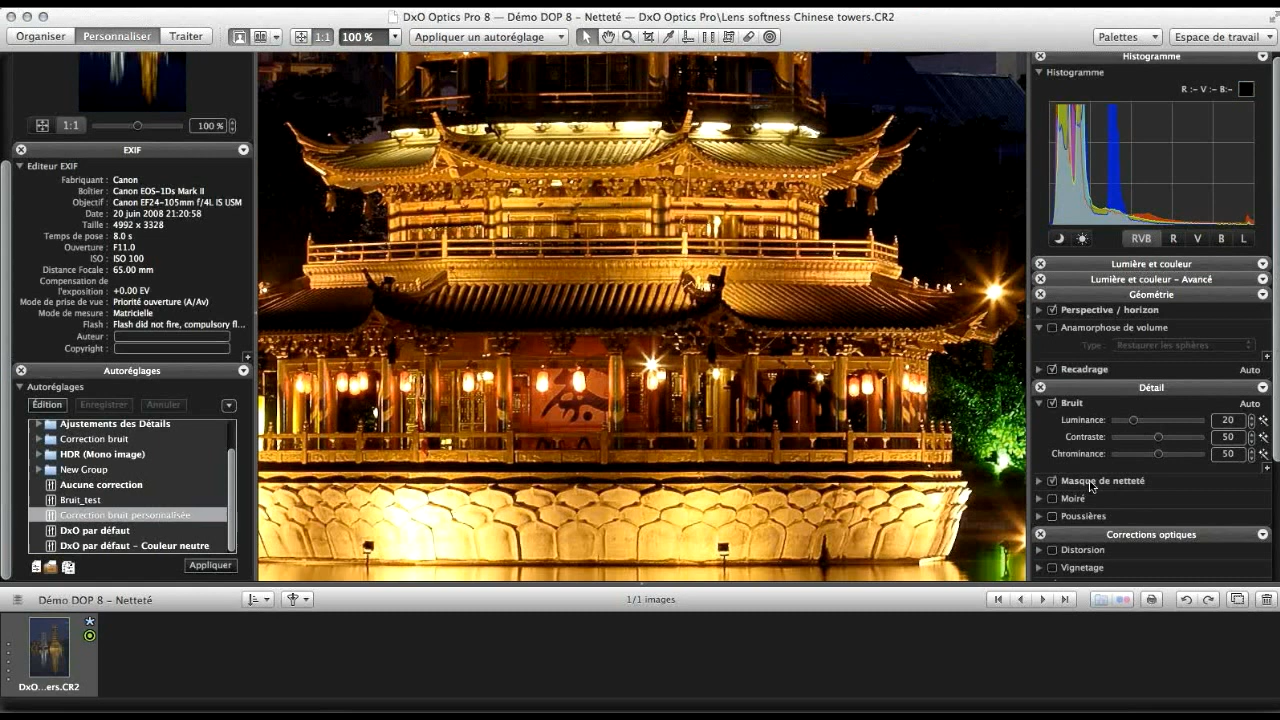 DxO Optics Pro 8 — Démo DOP 8 – Netteté — DxO Optics Pro\Lens softness Chinese towers.CR2
Organiser Personnaliser Traiter 1:1 100 % Appliquer un autoréglage Palettes Espace de travail
1:1 100 %
EXIF
Editeur EXIF
Fabriquant : Canon
Boîtier : Canon EOS-1Ds Mark II
Objectif : Canon EF24-105mm f/4L IS USM
Date : 20 juin 2008 21:20:58
Taille : 4992 x 3328
Temps de pose : 8.0 s
Ouverture : F11.0
ISO : ISO 100
Distance Focale : 65.00 mm
Compensation de
l'exposition : +0.00 EV
Mode de prise de vue : Priorité ouverture (A/Av)
Mode de mesure : Matricielle
Flash : Flash did not fire, compulsory fl...
Auteur :
Copyright :
Autoréglages
Autoréglages
Édition Enregistrer Annuler
Ajustements des Détails
Correction bruit
HDR (Mono image)
New Group
Aucune correction
Bruit_test
Correction bruit personnalisée
DxO par défaut
DxO par défaut – Couleur neutre
Appliquer
Histogramme
Histogramme
R :– V :– B:–
RVB R V B L
Lumière et couleur
Lumière et couleur – Avancé
Géométrie
Perspective / horizon
Anamorphose de volume
Type : Restaurer les sphères
Recadrage Auto
Détail
Bruit Auto
Luminance: 20
Contraste: 50
Chrominance: 50
Masque de netteté
Moiré
Poussières
Corrections optiques
Distorsion
Vignetage
Démo DOP 8 – Netteté 1/1 images
DxO...ers.CR2